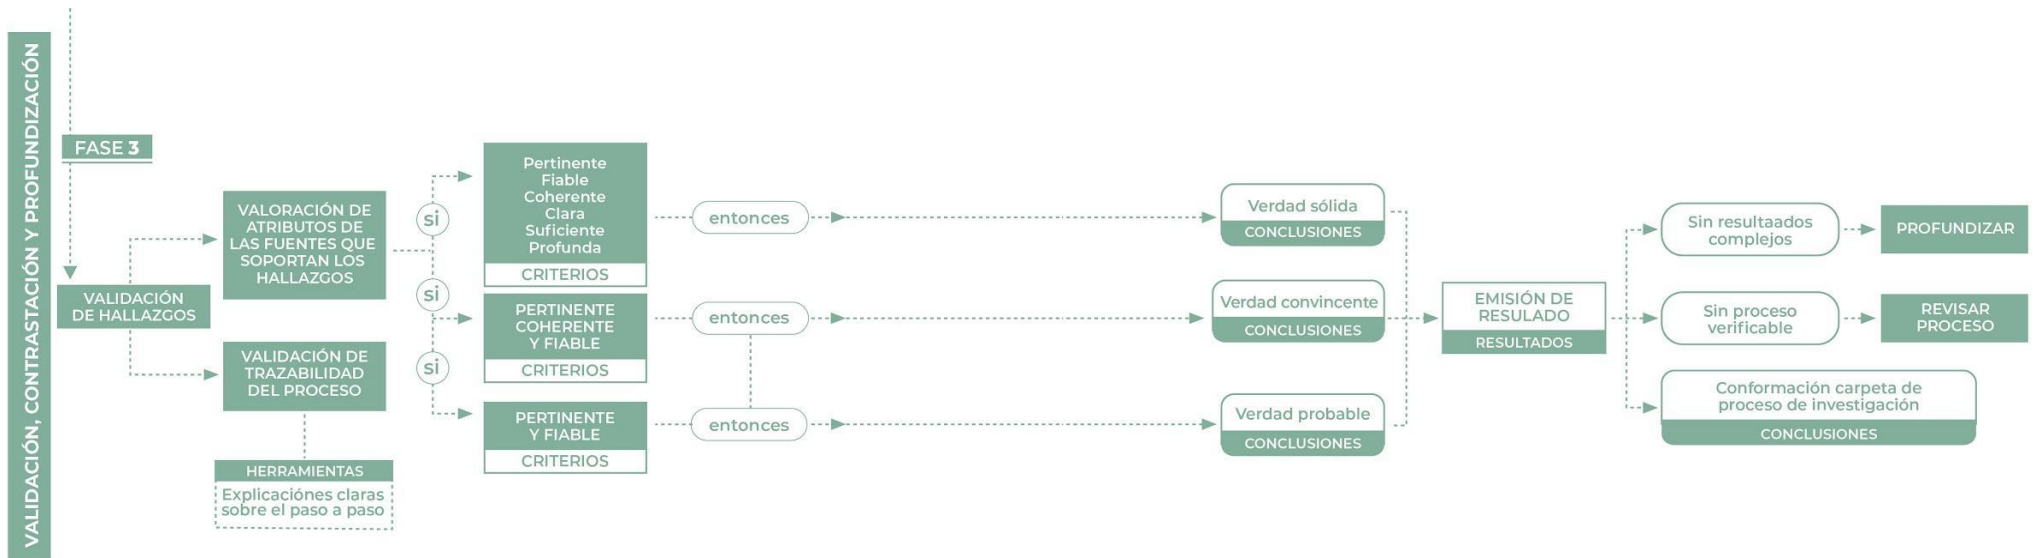 VALIDACIÓN, CONTRASTACIÓN Y PROFUNDIZACIÓN
FASE 3
VALIDACIÓN
DE HALLAZGOS
VALORACIÓN DE
ATRIBUTOS DE
LAS FUENTES QUE
SOPORTAN LOS
HALLAZGOS
VALIDACIÓN DE
TRAZABILIDAD
DEL PROCESO
HERRAMIENTAS
Explicaciónes claras
sobre el paso a paso
si
si
si
Pertinente
Fiable
Coherente
Clara
Suficiente
Profunda
CRITERIOS
PERTINENTE
COHERENTE
Y FIABLE
CRITERIOS
PERTINENTE
Y FIABLE
CRITERIOS
entonces
entonces
entonces
Verdad sólida
CONCLUSIONES
Verdad convincente
CONCLUSIONES
Verdad probable
CONCLUSIONES
EMISIÓN DE
RESULADO
RESULTADOS
Sin resultaados
complejos
PROFUNDIZAR
Sin proceso
verificable
REVISAR
PROCESO
Conformación carpeta de
proceso de investigación
CONCLUSIONES